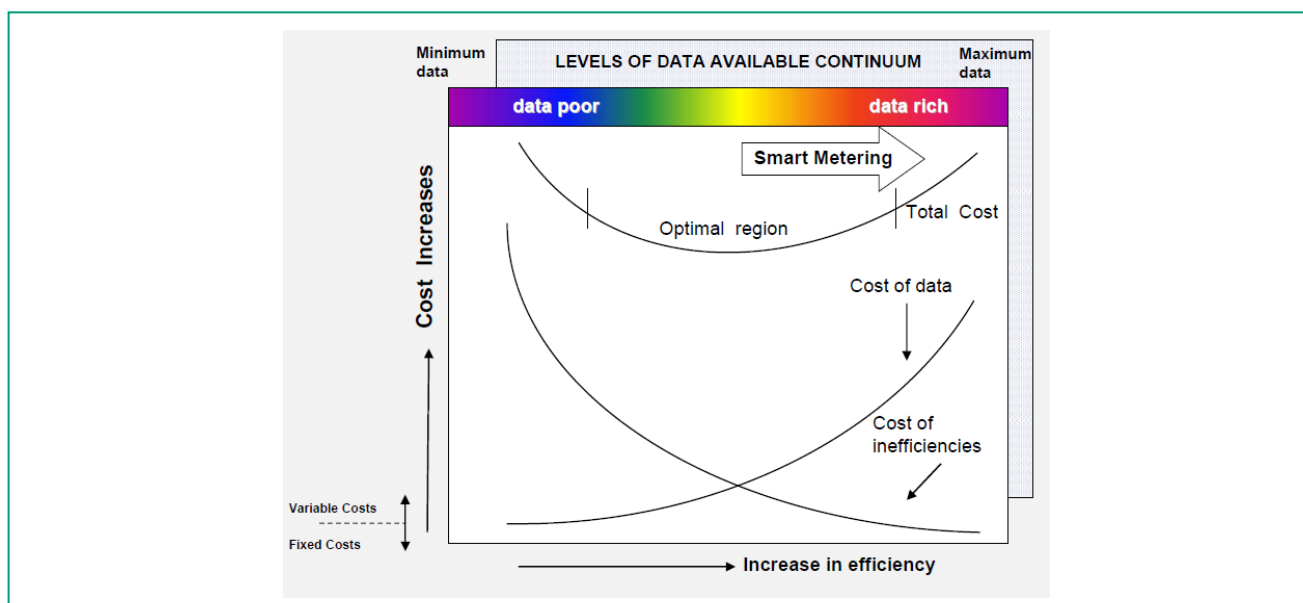 Minimum
data
LEVELS OF DATA AVAILABLE CONTINUUM
Maximum
data
data poor
data rich
Smart Metering
Cost Increases
Optimal region
Total Cost
Cost of data
Cost of
inefficiencies
Variable Costs
Fixed Costs
Increase in efficiency